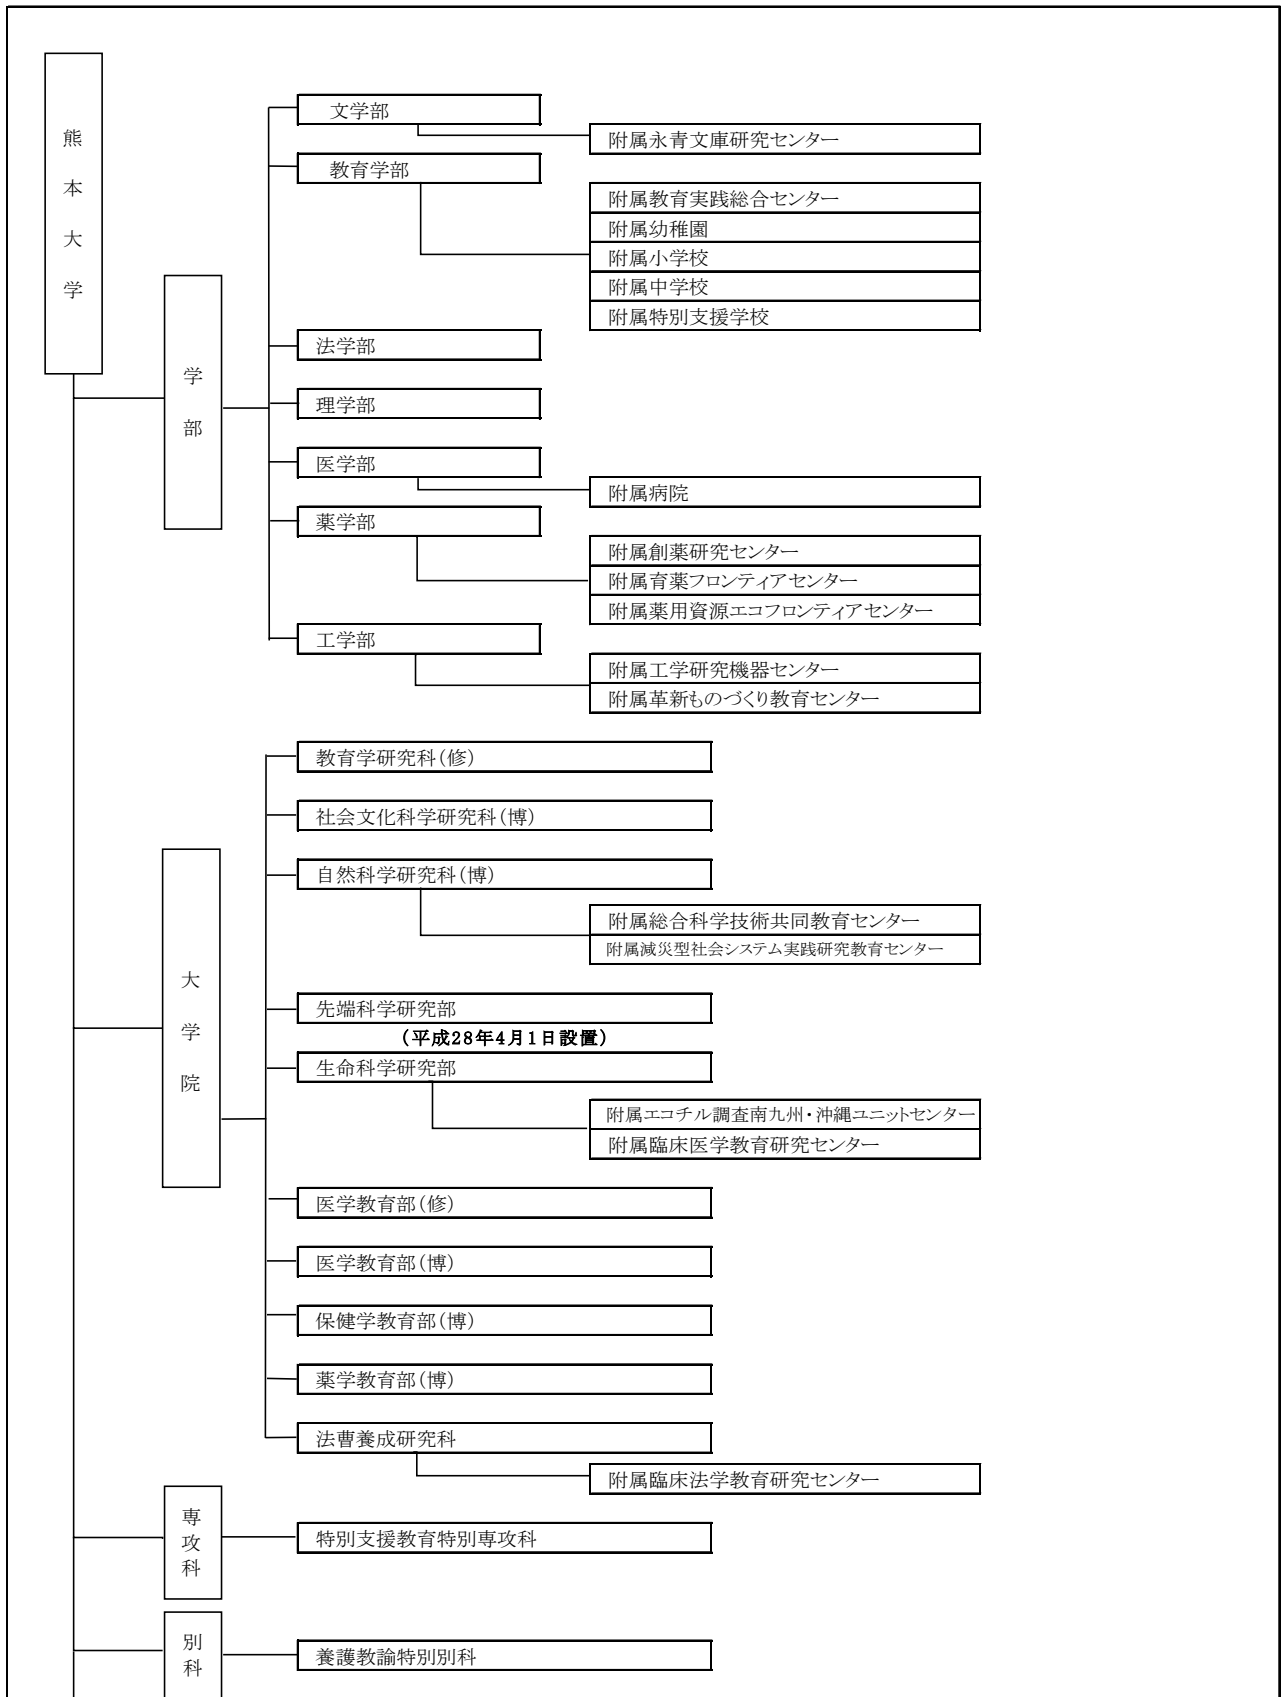 熊本大学
学部
文学部
附属永青文庫研究センター
教育学部
附属教育実践総合センター
附属幼稚園
附属小学校
附属中学校
附属特別支援学校
法学部
理学部
医学部
附属病院
薬学部
附属創薬研究センター
附属育薬フロンティアセンター
附属薬用資源エコフロンティアセンター
工学部
附属工学研究機器センター
附属革新ものづくり教育センター
大学院
教育学研究科(修)
社会文化科学研究科(博)
自然科学研究科(博)
附属総合科学技術共同教育センター
附属減災型社会システム実践研究教育センター
先端科学研究部
(平成28年4月1日設置)
生命科学研究部
附属エコチル調査南九州・沖縄ユニットセンター
附属臨床医学教育研究センター
医学教育部(修)
医学教育部(博)
保健学教育部(博)
薬学教育部(博)
法曹養成研究科
附属臨床法学教育研究センター
専攻科
特別支援教育特別専攻科
別科
養護教諭特別別科